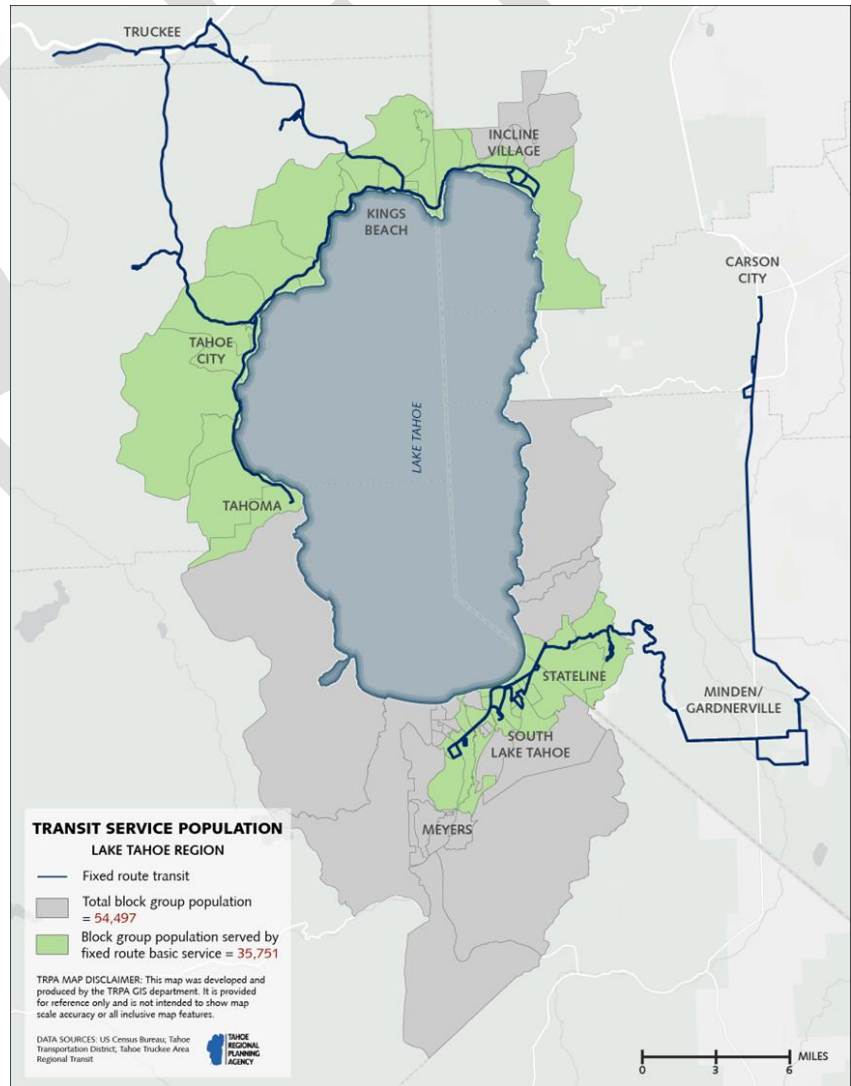 TRUCKEE
INCLINE
VILLAGE
KINGS
BEACH
CARSON
CITY
TAHOE
CITY
LAKE TAHOE
TAHOMA
STATELINE
MINDEN/
GARDNERVILLE
SOUTH
LAKE TAHOE
MEYERS
TRANSIT SERVICE POPULATION
LAKE TAHOE REGION
Fixed route transit
Total block group population
= 54,497
Block group population served by
fixed route basic service = 35,751
TRPA MAP DISCLAIMER: This map was developed and
produced by the TRPA GIS department. It is provided
for reference only and is not intended to show map
scale accuracy or all inclusive map features.
DATA SOURCES: US Census Bureau, Tahoe
Transportation District, Tahoe Truckee Area
Regional Transit
TAHOE
REGIONAL
PLANNING
AGENCY
MILES
0 3 6